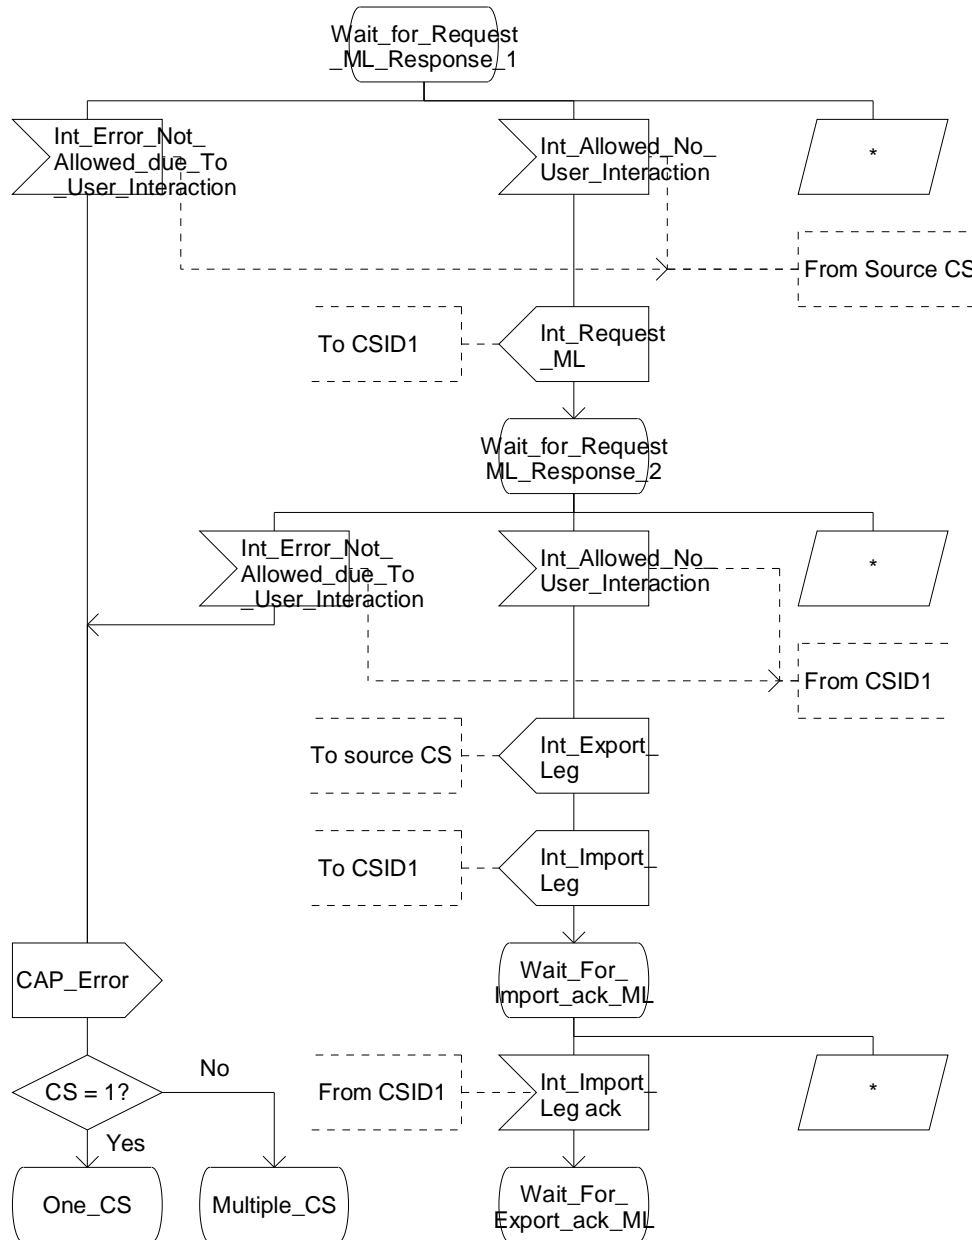 Wait_for_Request
_ML_Response_1
Int_Error_Not_
Allowed_due_To
_User_Interaction
Int_Allowed_No_
User_Interaction
*
From Source CS
To CSID1
Int_Request
_ML
Wait_for_Request
ML_Response_2
Int_Error_Not_
Allowed_due_To
_User_Interaction
Int_Allowed_No_
User_Interaction
*
From CSID1
To source CS
Int_Export_
Leg
To CSID1
Int_Import_
Leg
CAP_Error
Wait_For_
Import_ack_ML
CS = 1?
No
Yes
From CSID1
Int_Import_
Leg ack
*
One_CS
Multiple_CS
Wait_For_
Export_ack_ML